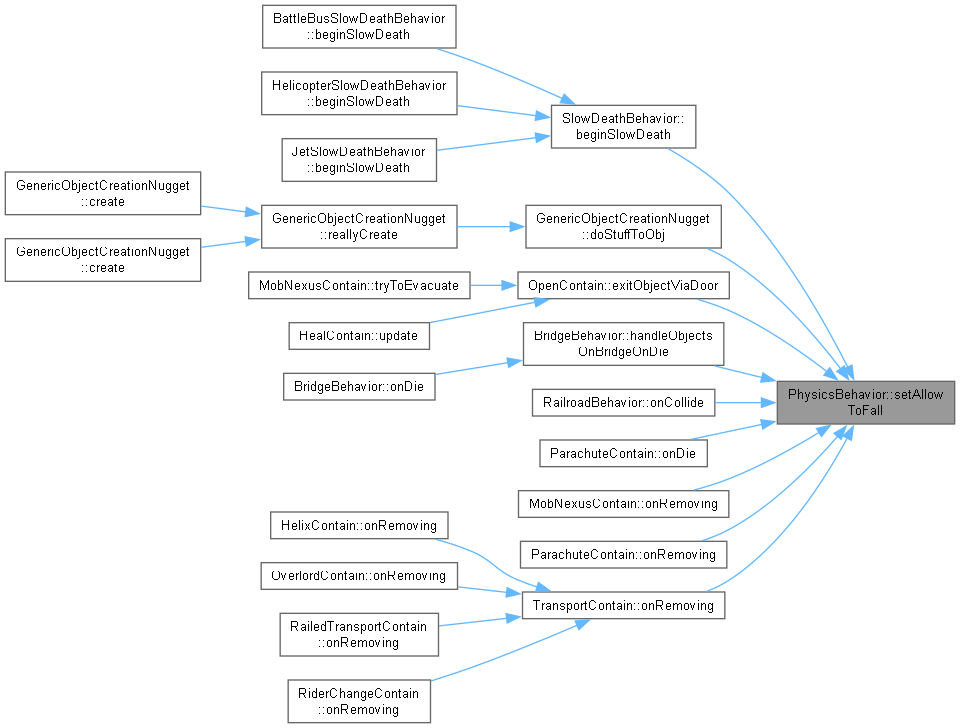 BattleBusSlowDeathBehavior
::beginSlowDeath
HelicopterSlowDeathBehavior
::beginSlowDeath
SlowDeathBehavior::
beginSlowDeath
JetSlowDeathBehavior
::beginSlowDeath
GenericObjectCreationNugget
::create
GenericObjectCreationNugget
::reallyCreate
GenericObjectCreationNugget
::doStuffToObj
GenericObjectCreationNugget
::create
MobNexusContain::tryToEvacuate
OpenContain::exitObjectViaDoor
HealContain::update
BridgeBehavior::handleObjects
OnBridgeOnDie
BridgeBehavior::onDie
PhysicsBehavior::setAllow
ToFall
RailroadBehavior::onCollide
ParachuteContain::onDie
MobNexusContain::onRemoving
HelixContain::onRemoving
ParachuteContain::onRemoving
OverlordContain::onRemoving
TransportContain::onRemoving
RailedTransportContain
::onRemoving
RiderChangeContain
::onRemoving